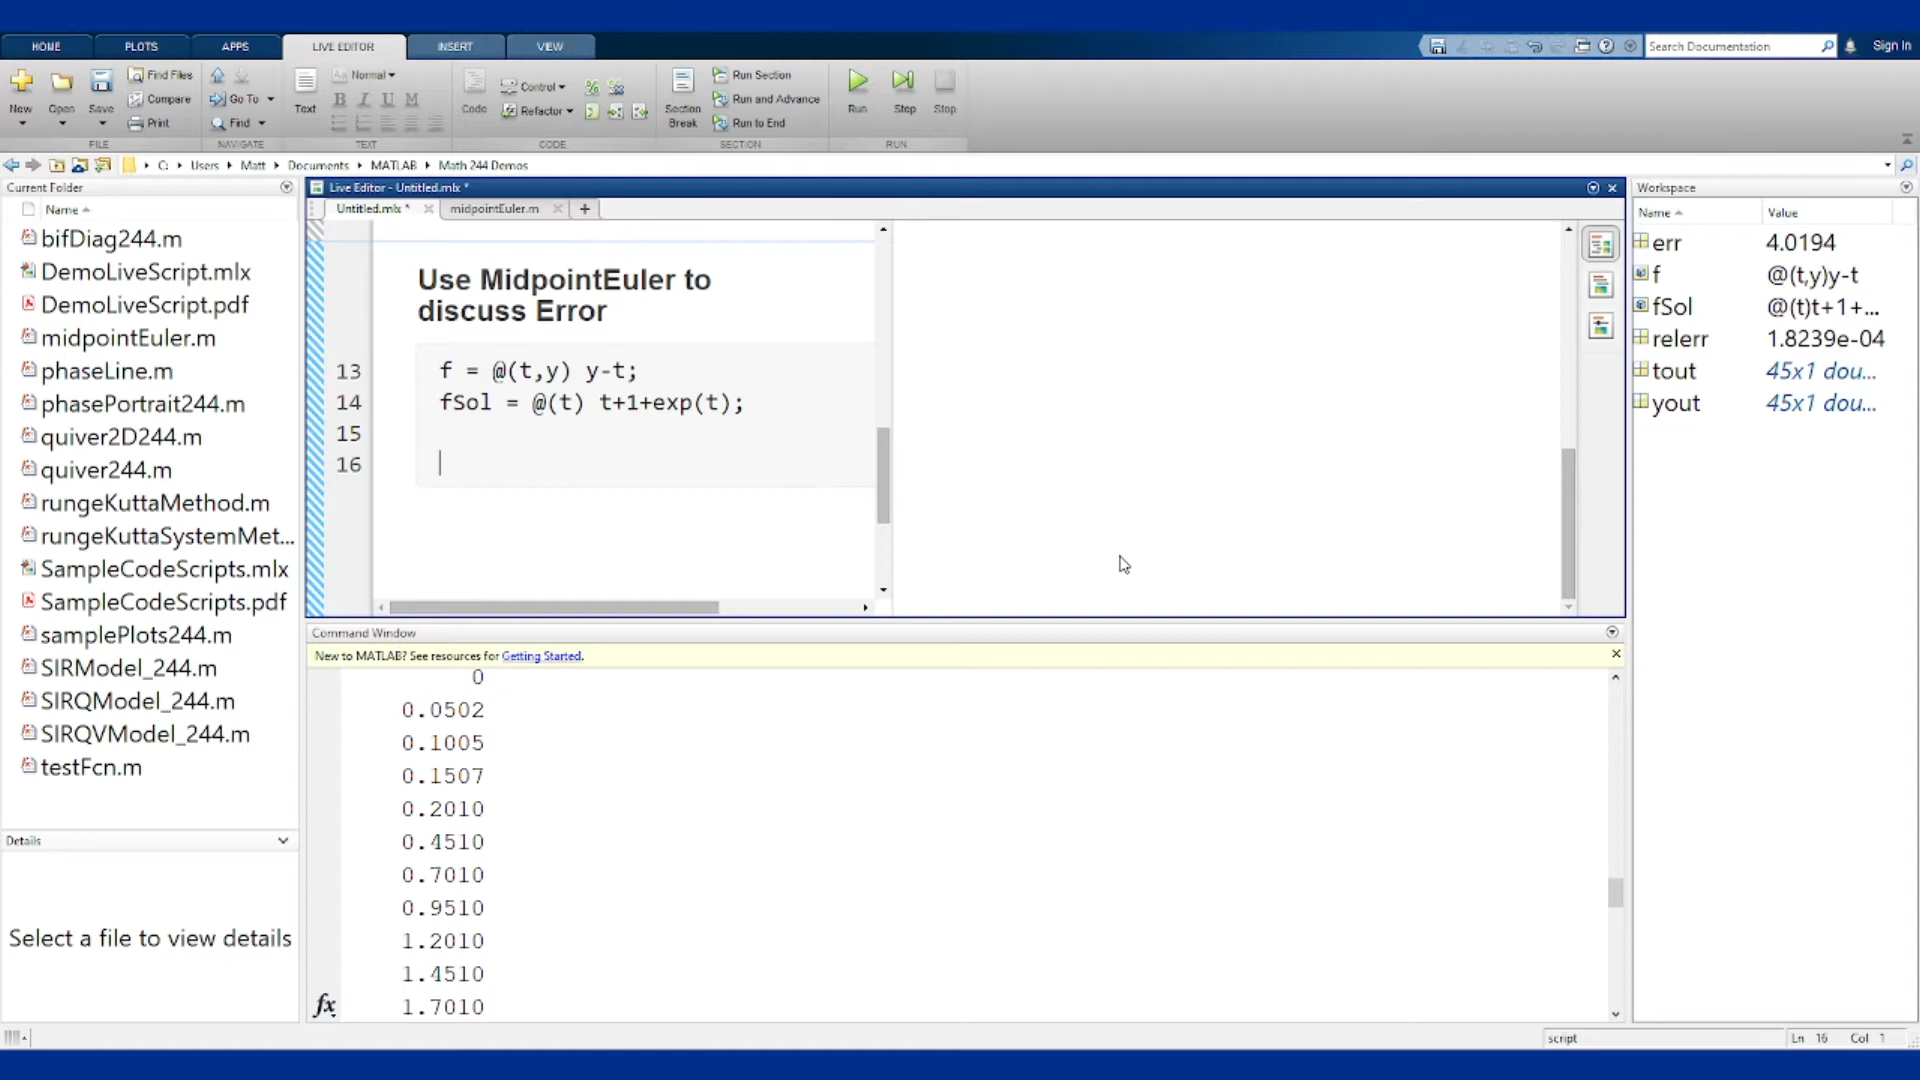 HOME PLOTS APPS LIVE EDITOR INSERT VIEW Search Documentation Sign In
New Open Save Find Files Compare Print
FILE
Go To Find
NAVIGATE
Text Normal B I U M
TEXT
Code Control Refactor
CODE
Section Break Run Section Run and Advance Run to End
SECTION
Run Step Stop
RUN
C: Users Matt Documents MATLAB Math 244 Demos
Current Folder
Name
bifDiag244.m
DemoLiveScript.mlx
DemoLiveScript.pdf
midpointEuler.m
phaseLine.m
phasePortrait244.m
quiver2D244.m
quiver244.m
rungeKuttaMethod.m
rungeKuttaSystemMet...
SampleCodeScripts.mlx
SampleCodeScripts.pdf
samplePlots244.m
SIRModel_244.m
SIRQModel_244.m
SIRQVModel_244.m
testFcn.m
Details
Select a file to view details
Live Editor - Untitled.mlx *
Untitled.mlx * midpointEuler.m +
Use MidpointEuler to
discuss Error
13 f = @(t,y) y-t;
14 fSol = @(t) t+1+exp(t);
15
16
Command Window
New to MATLAB? See resources for Getting Started.
0
0.0502
0.1005
0.1507
0.2010
0.4510
0.7010
0.9510
1.2010
1.4510
1.7010
fx
Workspace
Name Value
err 4.0194
f @(t,y)y-t
fSol @(t)t+1+...
relerr 1.8239e-04
tout 45x1 dou...
yout 45x1 dou...
script Ln 16 Col 1